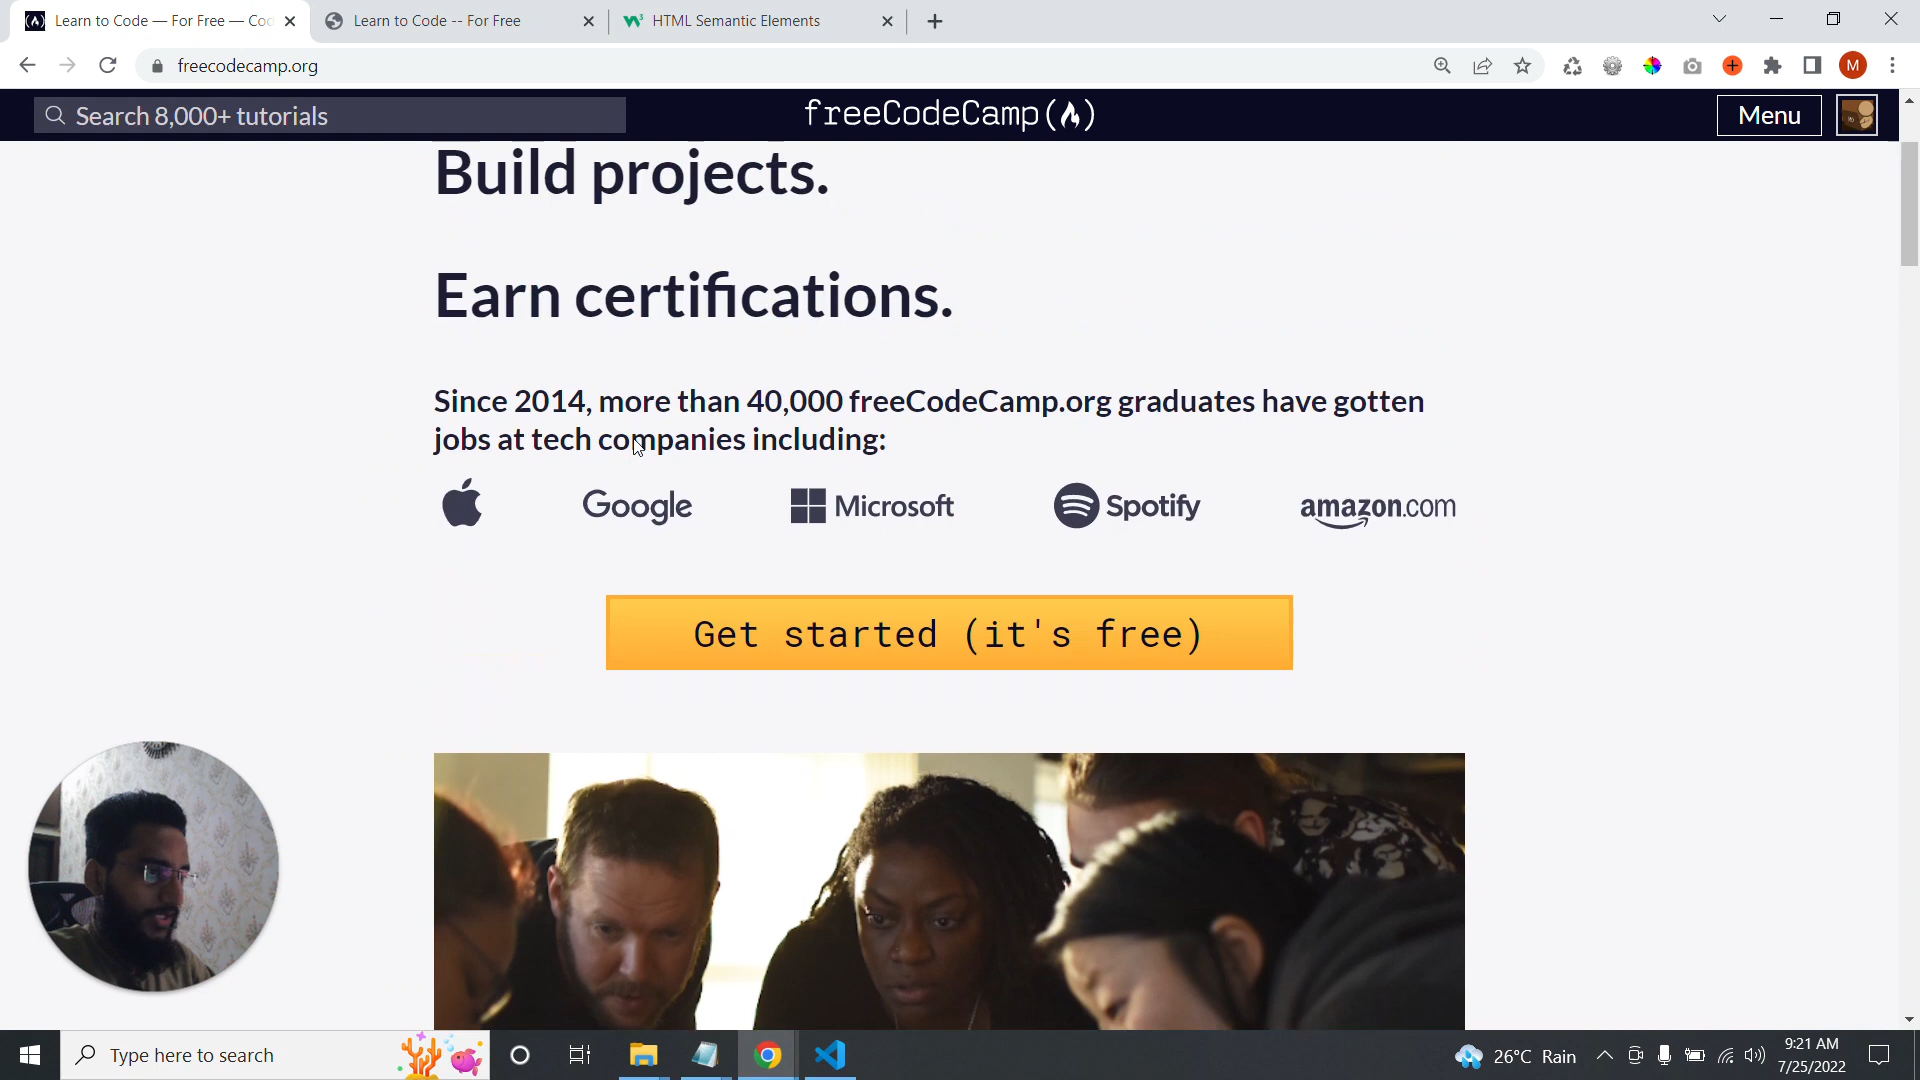 Learn to Code — For Free — Coc
Learn to Code -- For Free
HTML Semantic Elements
freecodecamp.org
M
Search 8,000+ tutorials
freeCodeCamp(
)
Menu
Build projects.
Earn certifications.
Since 2014, more than 40,000 freeCodeCamp.org graduates have gotten
jobs at tech companies including:
Google
Microsoft
Spotify
amazon.com
Get started (it's free)
Type here to search
26°C Rain
9:21 AM
7/25/2022